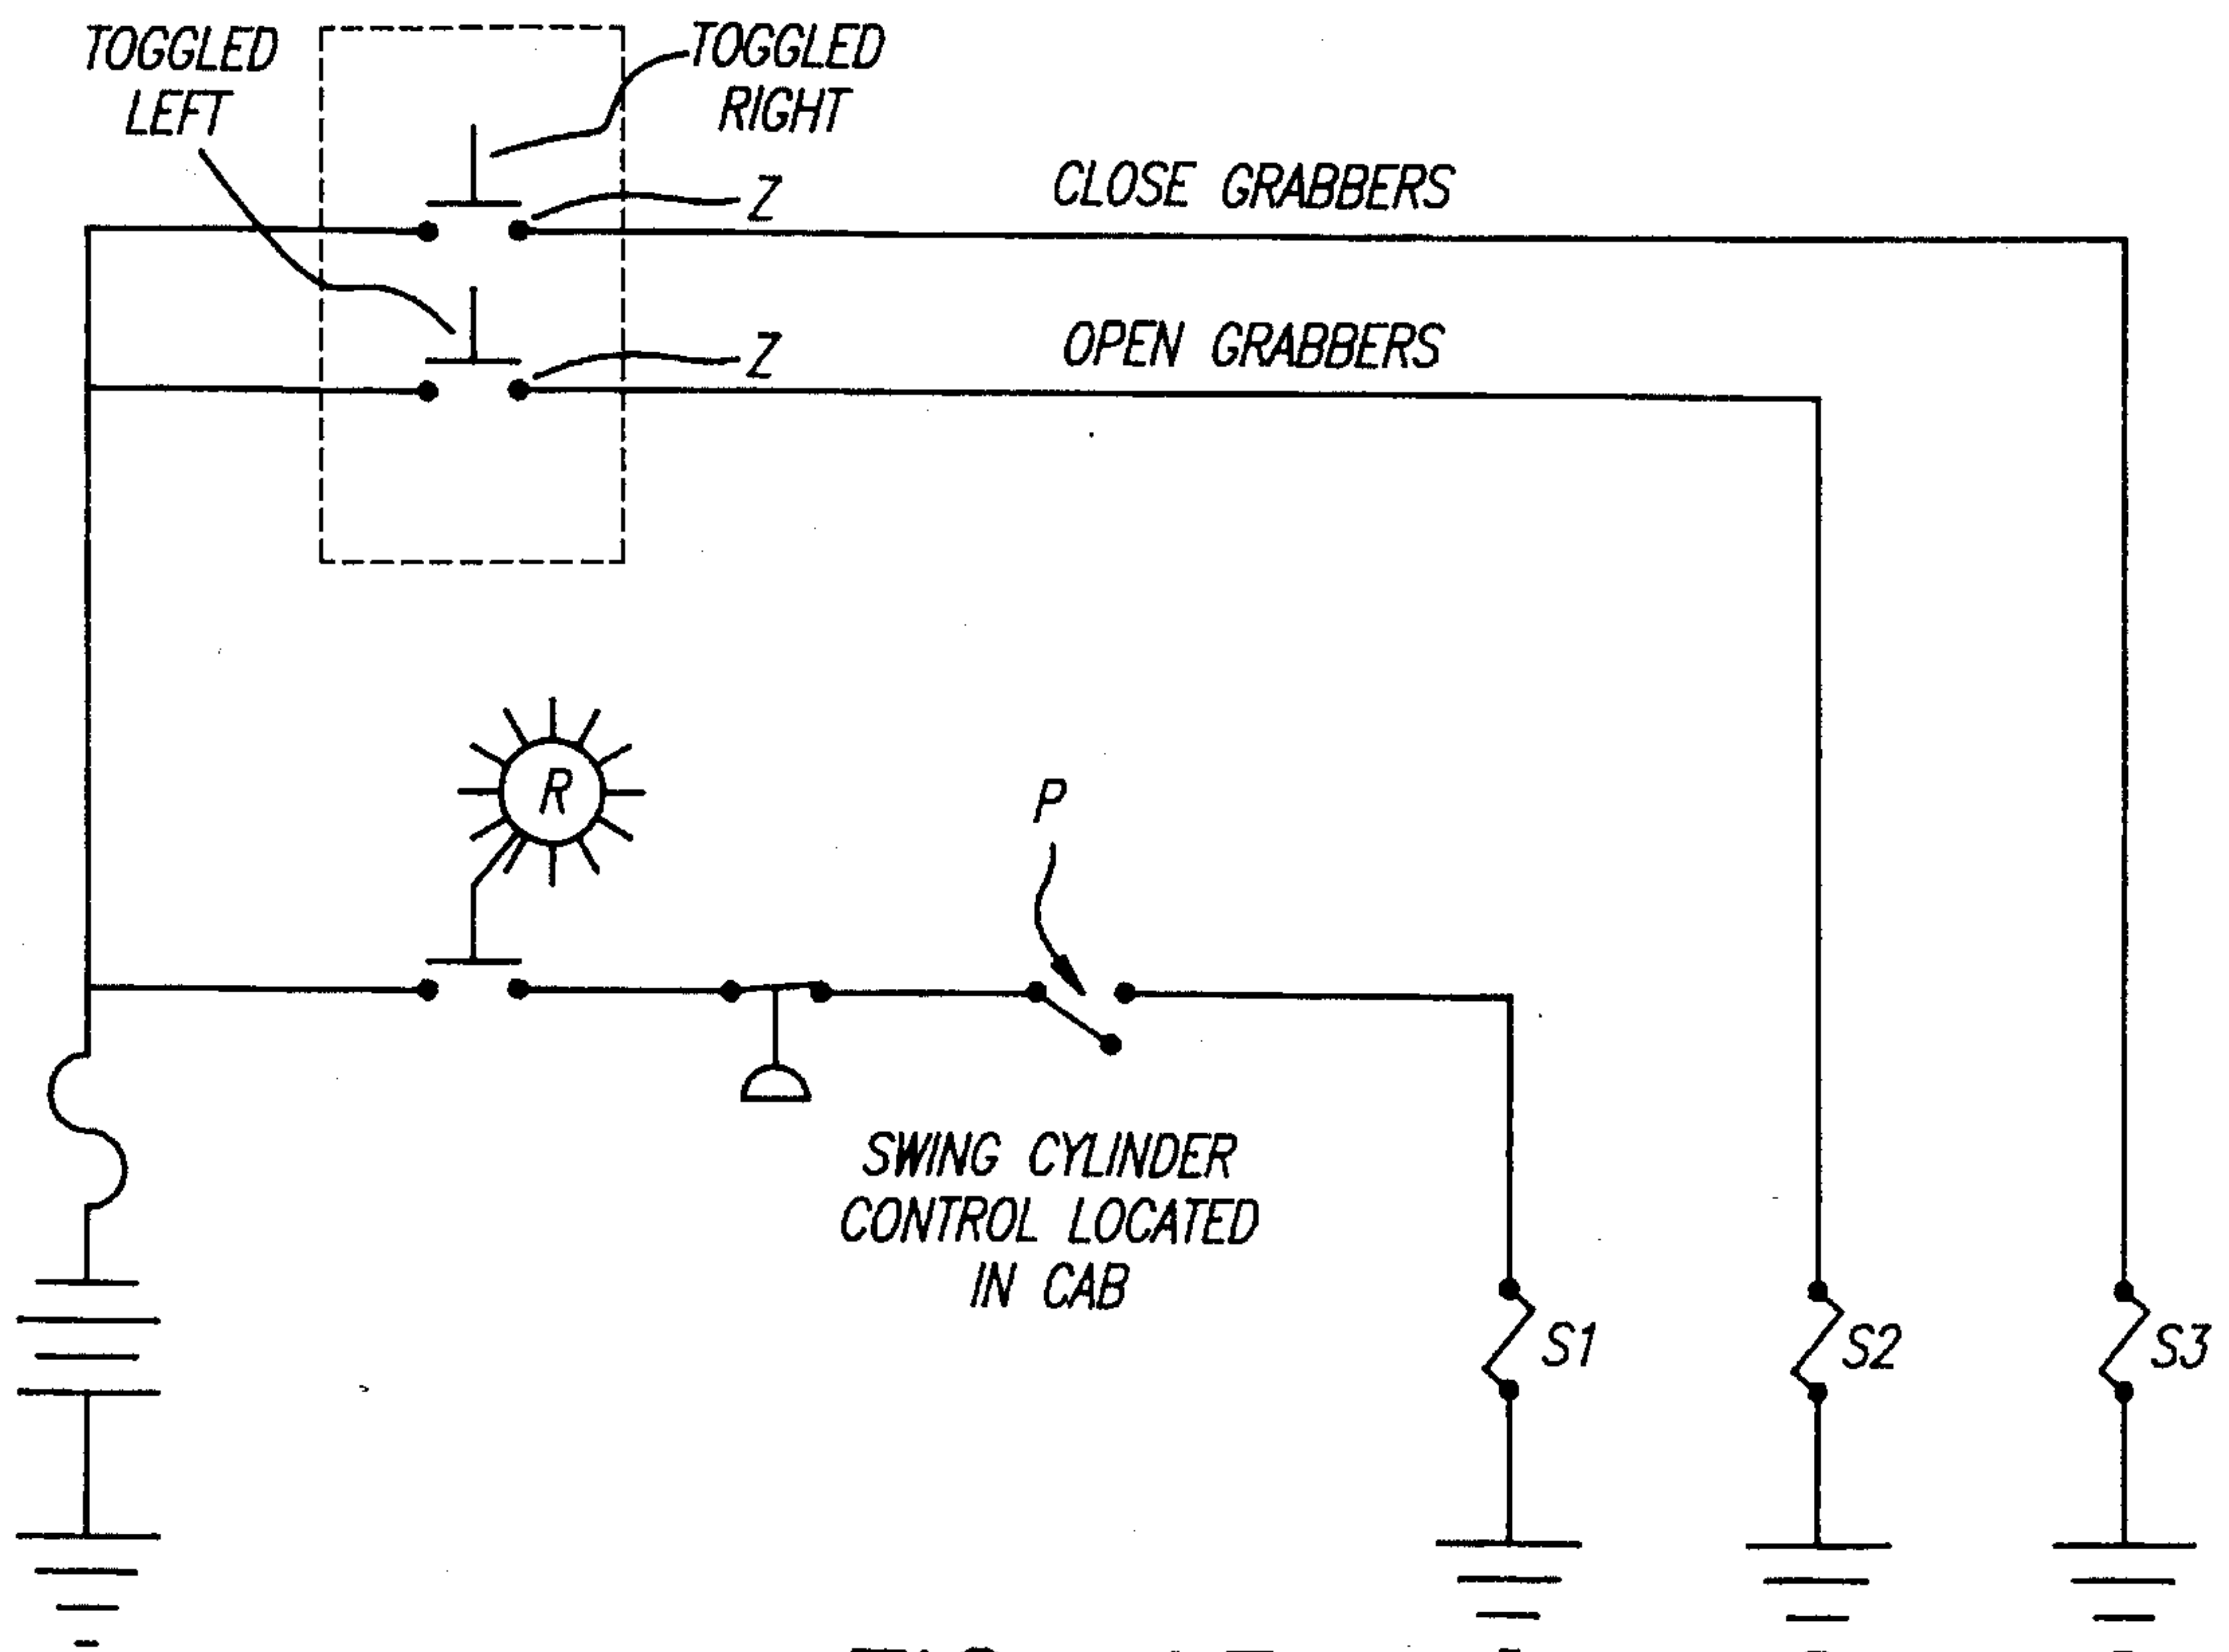 TOGGLED
LEFT
TOGGLED
RIGHT
Z
CLOSE GRABBERS
Z
OPEN GRABBERS
R
P
SWING CYLINDER
CONTROL LOCATED
IN CAB
S1
S2
S3